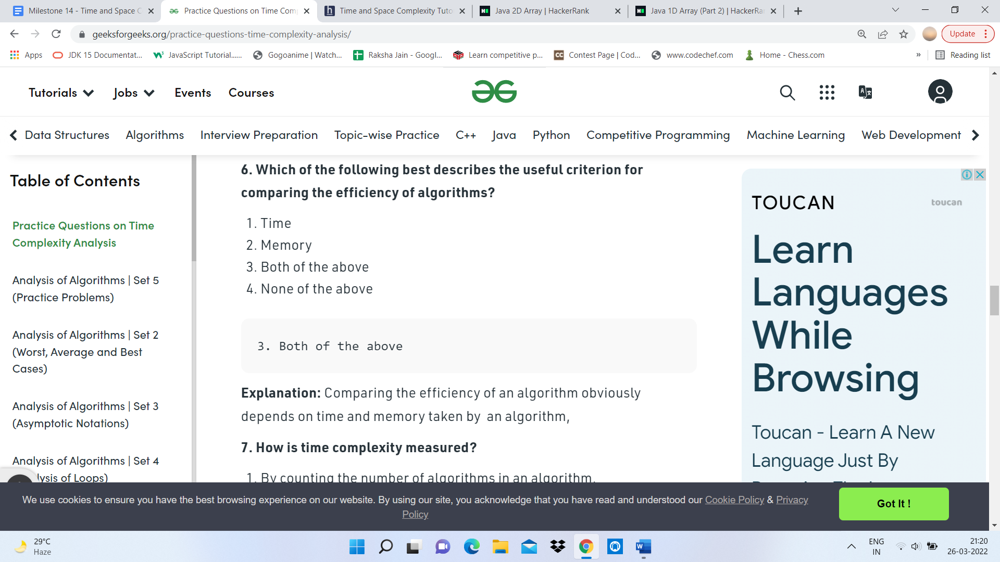 Milestone 14 - Time and Space C
Practice Questions on Time Com
Time and Space Complexity Tuto
Java 2D Array | HackerRank
Java 1D Array (Part 2) | HackerRa
geeksforgeeks.org/practice-questions-time-complexity-analysis/
Update
Apps
JDK 15 Documentat...
JavaScript Tutorial......
Gogoanime | Watch...
Raksha Jain - Googl...
Learn competitive p...
Contest Page | Cod...
www.codechef.com
Home - Chess.com
»
Reading list
Tutorials
Jobs
Events
Courses
Data Structures
Algorithms
Interview Preparation
Topic-wise Practice
C++
Java
Python
Competitive Programming
Machine Learning
Web Development
Table of Contents
Practice Questions on Time
Complexity Analysis
Analysis of Algorithms | Set 5
(Practice Problems)
Analysis of Algorithms | Set 2
(Worst, Average and Best
Cases)
Analysis of Algorithms | Set 3
(Asymptotic Notations)
Analysis of Algorithms | Set 4
lysis of Loops)
6. Which of the following best describes the useful criterion for
comparing the efficiency of algorithms?
1. Time
2. Memory
3. Both of the above
4. None of the above
3. Both of the above
Explanation: Comparing the efficiency of an algorithm obviously
depends on time and memory taken by  an algorithm,
7. How is time complexity measured?
1. By counting the number of algorithms in an algorithm.
TOUCAN
toucan
Learn
Languages
While
Browsing
Toucan - Learn A New
Language Just By
We use cookies to ensure you have the best browsing experience on our website. By using our site, you acknowledge that you have read and understood our Cookie Policy & Privacy
Policy
Got It !
29°C
Haze
ENG
IN
21:20
26-03-2022